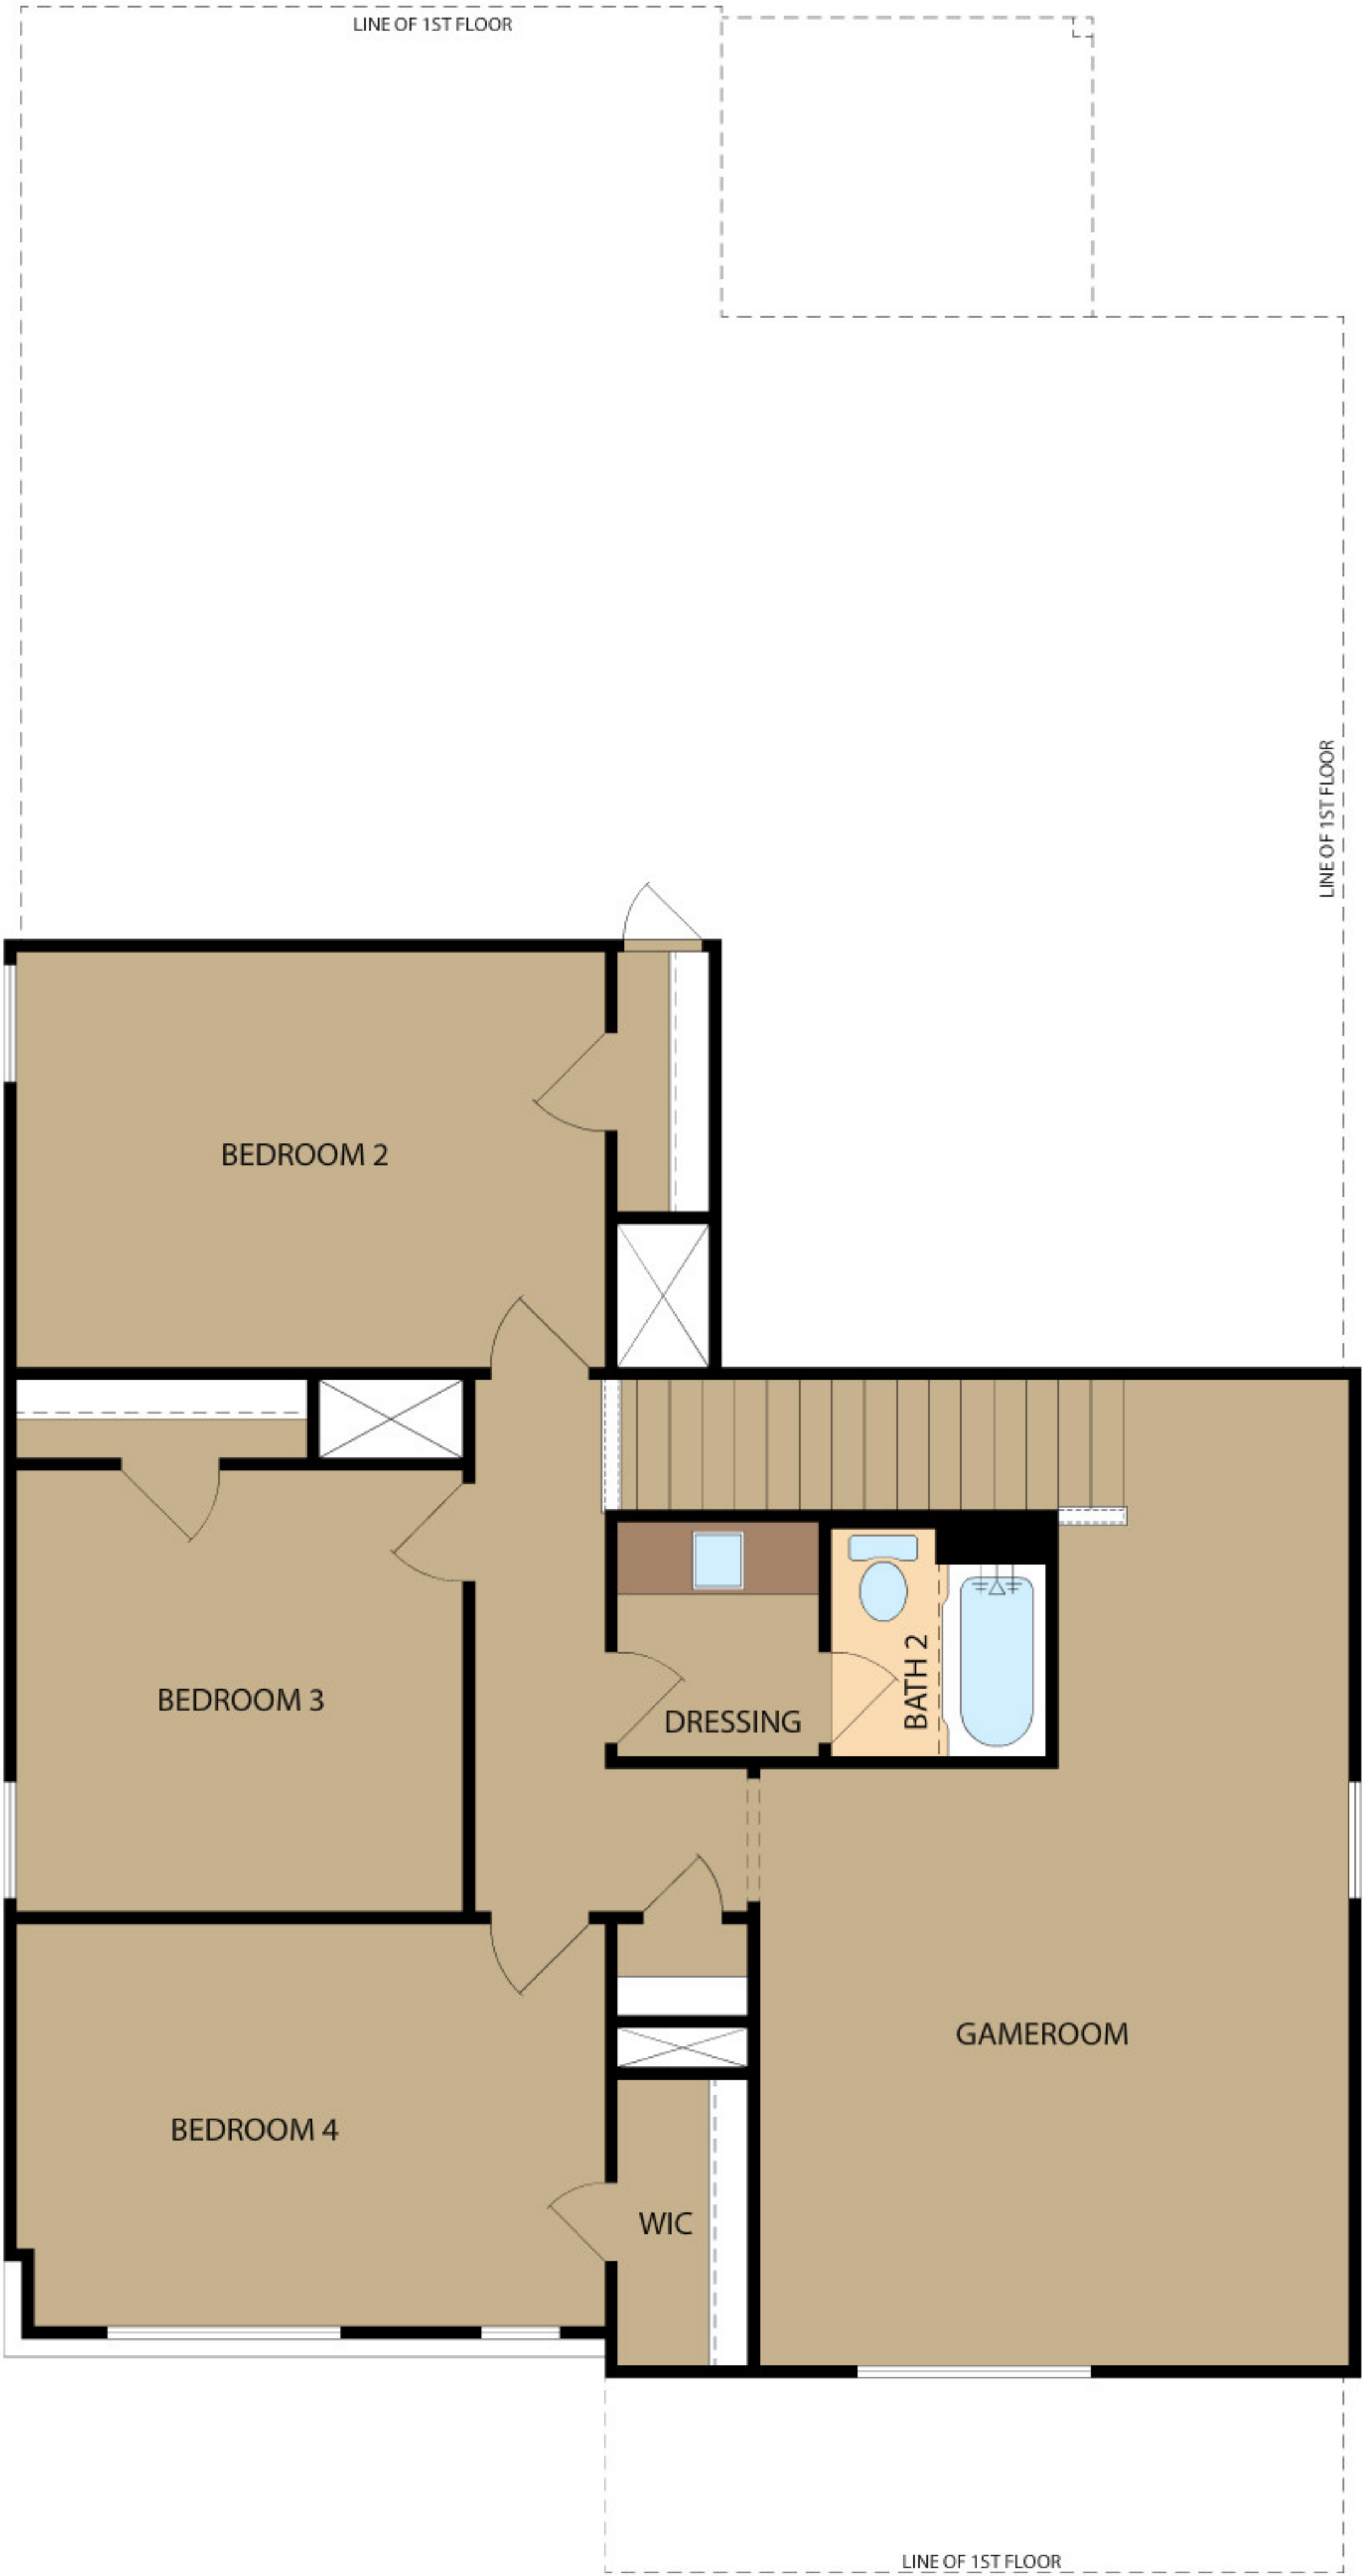 LINE OF 1ST FLOOR
LINE OF 1ST FLOOR
BEDROOM 2
BEDROOM 3
BATH 2
DRESSING
GAMEROOM
BEDROOM 4
WIC
LINE OF 1ST FLOOR